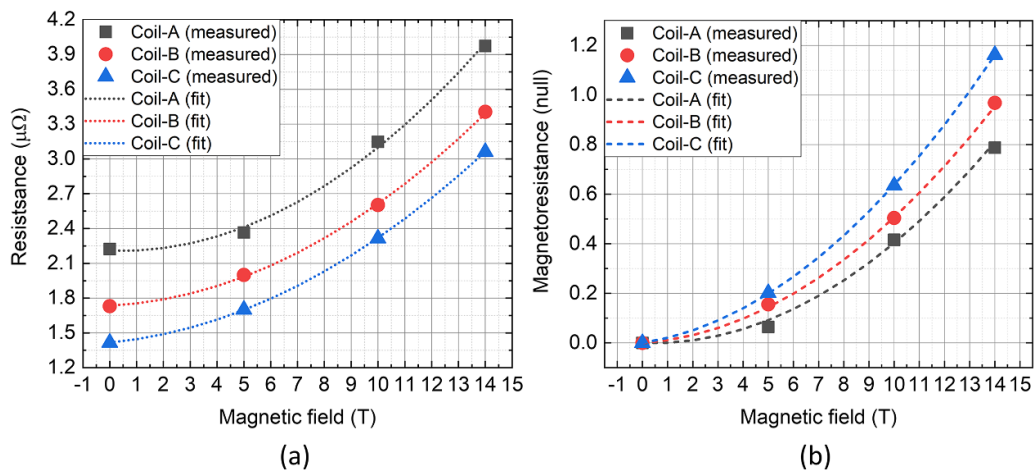 4.2
3.9
3.6
3.3
3.0
2.7
2.4
2.1
1.8
1.5
1.2
Resistsance (μΩ)
Coil-A (measured)
Coil-B (measured)
Coil-C (measured)
Coil-A (fit)
Coil-B (fit)
Coil-C (fit)
-1 0 1 2 3 4 5 6 7 8 9 10 11 12 13 14 15
Magnetic field (T)
(a)
1.2
1.0
0.8
0.6
0.4
0.2
0.0
Magnetoresistance (null)
Coil-A (measured)
Coil-B (measured)
Coil-C (measured)
Coil-A (fit)
Coil-B (fit)
Coil-C (fit)
-1 0 1 2 3 4 5 6 7 8 9 10 11 12 13 14 15
Magnetic field (T)
(b)